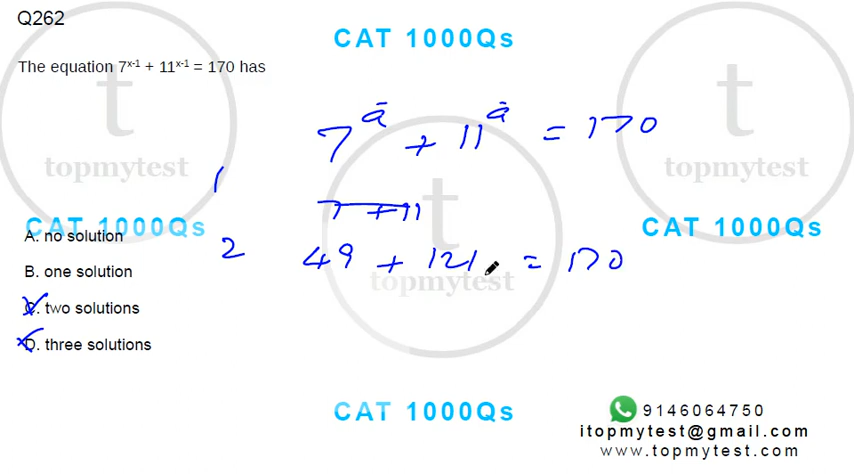 Q262
CAT 1000Qs
The equation 7ˣ⁻¹ + 11ˣ⁻¹ = 170 has
t
topmytest
7ᵃ + 11ᵃ = 170
1
7 + 11
CAT 1000Qs
CAT 1000Qs
A. no solution
2
49 + 121 = 170
t
topmytest
t
topmytest
B. one solution
C. two solutions
D. three solutions
CAT 1000Qs
9146064750
itopmytest@gmail.com
www.topmytest.com